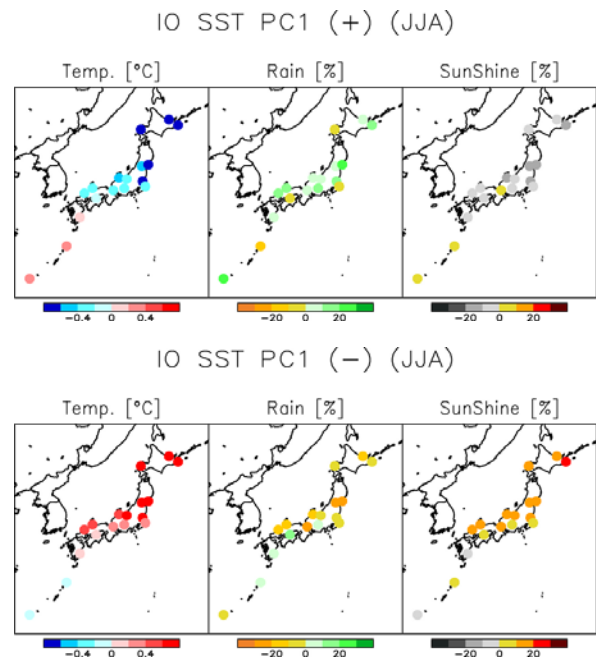 IO SST PC1 (+) (JJA)
Temp. [°C] Rain [%] SunShine [%]
−0.4 0 0.4 −20 0 20 −20 0 20
IO SST PC1 (−) (JJA)
Temp. [°C] Rain [%] SunShine [%]
−0.4 0 0.4 −20 0 20 −20 0 20